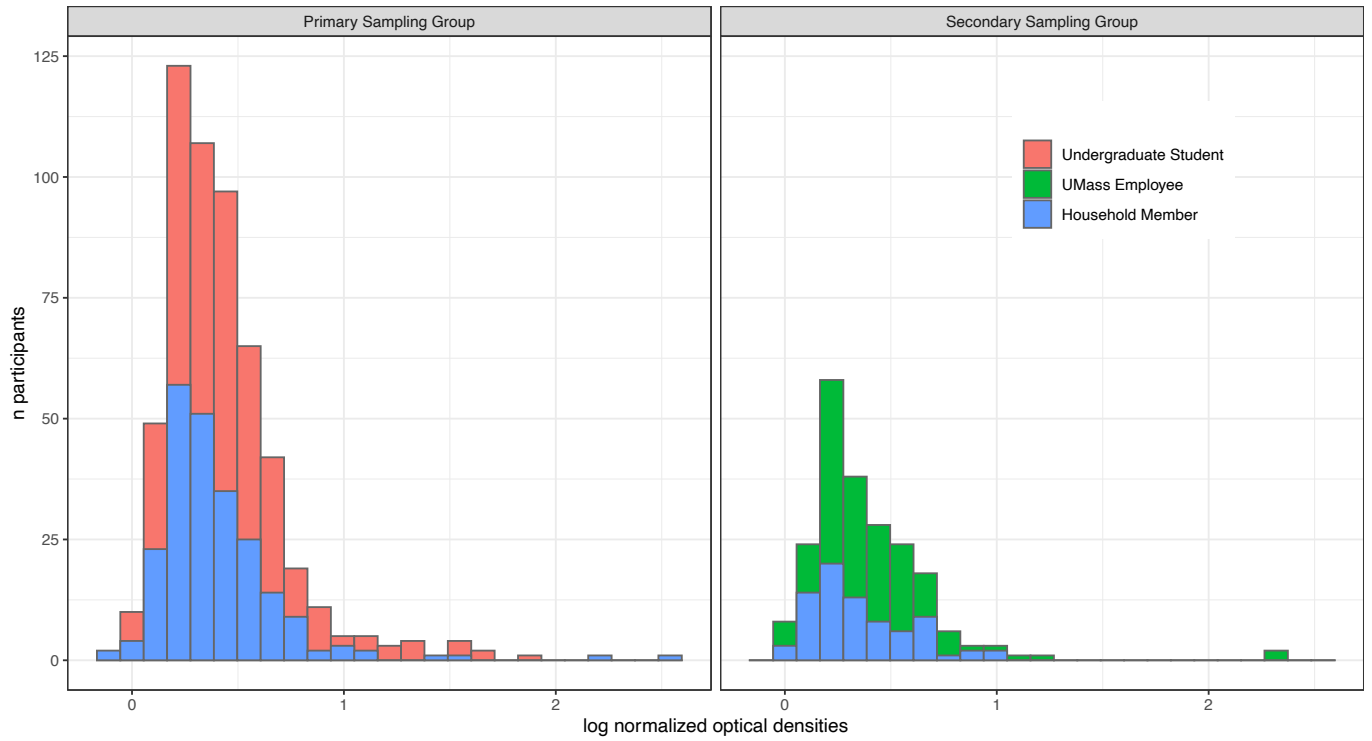 Primary Sampling Group
Secondary Sampling Group
n participants
125
100
75
50
25
0
Undergraduate Student
UMass Employee
Household Member
0 1 2
0 1 2
log normalized optical densities